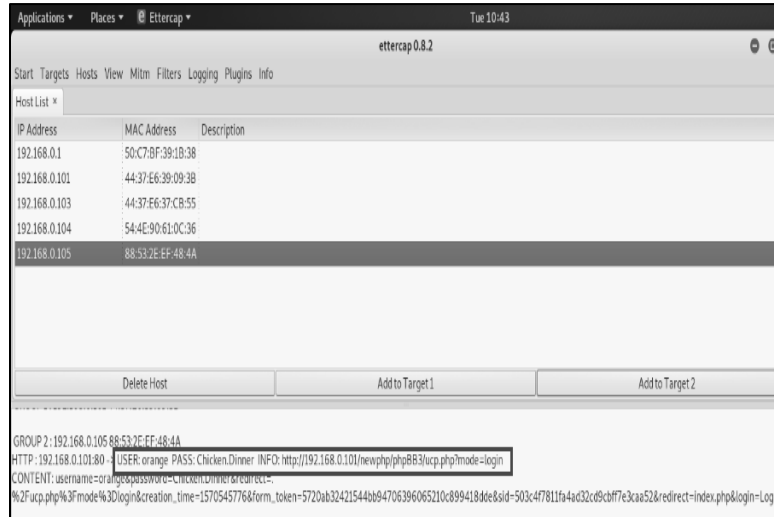 Applications ▾ Places ▾ Ettercap ▾ Tue 10:43
ettercap 0.8.2
Start Targets Hosts View Mitm Filters Logging Plugins Info
Host List ×
IP Address MAC Address Description
192.168.0.1 50:C7:BF:39:1B:38
192.168.0.101 44:37:E6:39:09:3B
192.168.0.103 44:37:E6:37:CB:55
192.168.0.104 54:4E:90:61:0C:36
192.168.0.105 88:53:2E:EF:48:4A
Delete Host Add to Target 1 Add to Target 2
GROUP 2 : 192.168.0.105 88:53:2E:EF:48:4A
HTTP : 192.168.0.101:80 -> USER: orange PASS: Chicken.Dinner INFO: http://192.168.0.101/newphp/phpBB3/ucp.php?mode=login
CONTENT: username=orange&password=Chicken.Dinner&redirect=.
%2Fucp.php%3Fmode%3Dlogin&creation_time=1570545776&form_token=5720ab32421544bb94706396065210c899418dde&sid=503c4f7811fa4ad32cd9cbff7e3caa52&redirect=index.php&login=Log